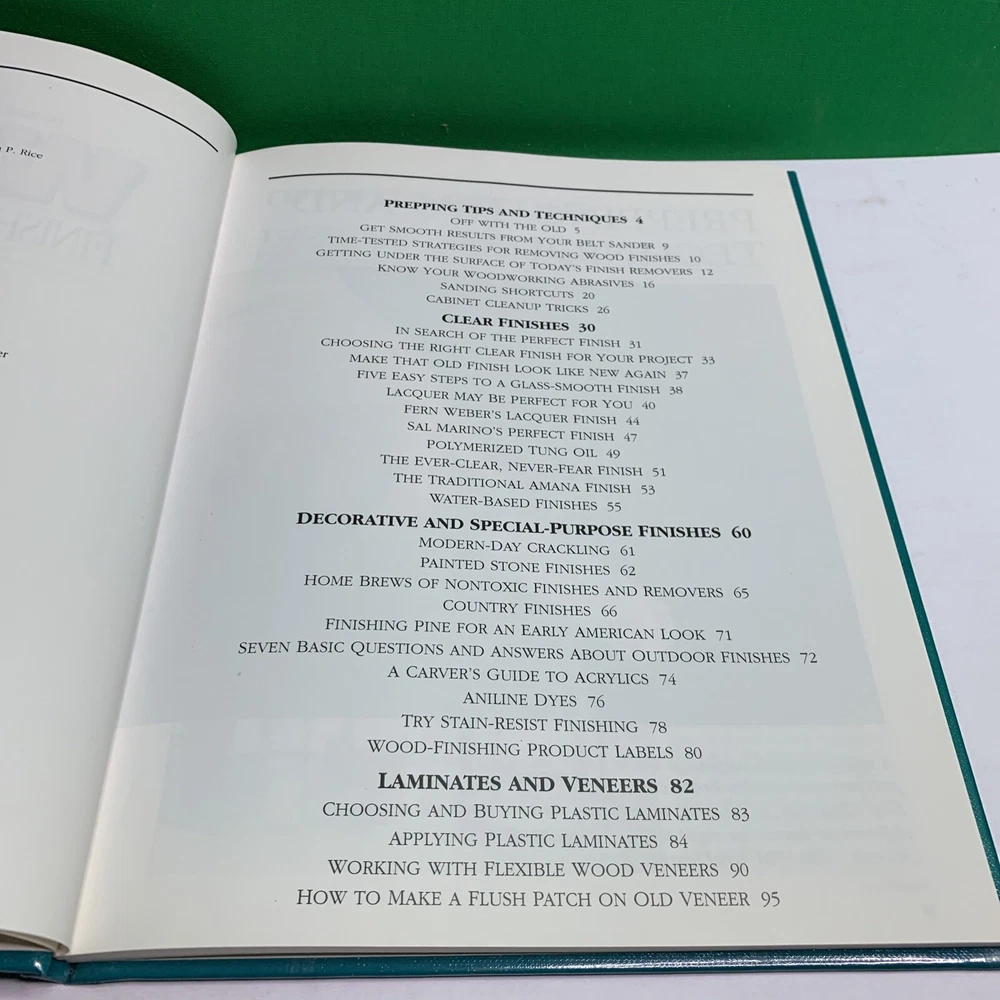 P. Rice
PREPPING TIPS AND TECHNIQUES 4
OFF WITH THE OLD 5
GET SMOOTH RESULTS FROM YOUR BELT SANDER 9
TIME-TESTED STRATEGIES FOR REMOVING WOOD FINISHES 10
GETTING UNDER THE SURFACE OF TODAY'S FINISH REMOVERS 12
KNOW YOUR WOODWORKING ABRASIVES 16
SANDING SHORTCUTS 20
CABINET CLEANUP TRICKS 26
CLEAR FINISHES 30
IN SEARCH OF THE PERFECT FINISH 31
CHOOSING THE RIGHT CLEAR FINISH FOR YOUR PROJECT 33
MAKE THAT OLD FINISH LOOK LIKE NEW AGAIN 37
FIVE EASY STEPS TO A GLASS-SMOOTH FINISH 38
LACQUER MAY BE PERFECT FOR YOU 40
FERN WEBER'S LACQUER FINISH 44
SAL MARINO'S PERFECT FINISH 47
POLYMERIZED TUNG OIL 49
THE EVER-CLEAR, NEVER-FEAR FINISH 51
THE TRADITIONAL AMANA FINISH 53
WATER-BASED FINISHES 55
DECORATIVE AND SPECIAL-PURPOSE FINISHES 60
MODERN-DAY CRACKLING 61
PAINTED STONE FINISHES 62
HOME BREWS OF NONTOXIC FINISHES AND REMOVERS 65
COUNTRY FINISHES 66
FINISHING PINE FOR AN EARLY AMERICAN LOOK 71
SEVEN BASIC QUESTIONS AND ANSWERS ABOUT OUTDOOR FINISHES 72
A CARVER'S GUIDE TO ACRYLICS 74
ANILINE DYES 76
TRY STAIN-RESIST FINISHING 78
WOOD-FINISHING PRODUCT LABELS 80
LAMINATES AND VENEERS 82
CHOOSING AND BUYING PLASTIC LAMINATES 83
APPLYING PLASTIC LAMINATES 84
WORKING WITH FLEXIBLE WOOD VENEERS 90
HOW TO MAKE A FLUSH PATCH ON OLD VENEER 95